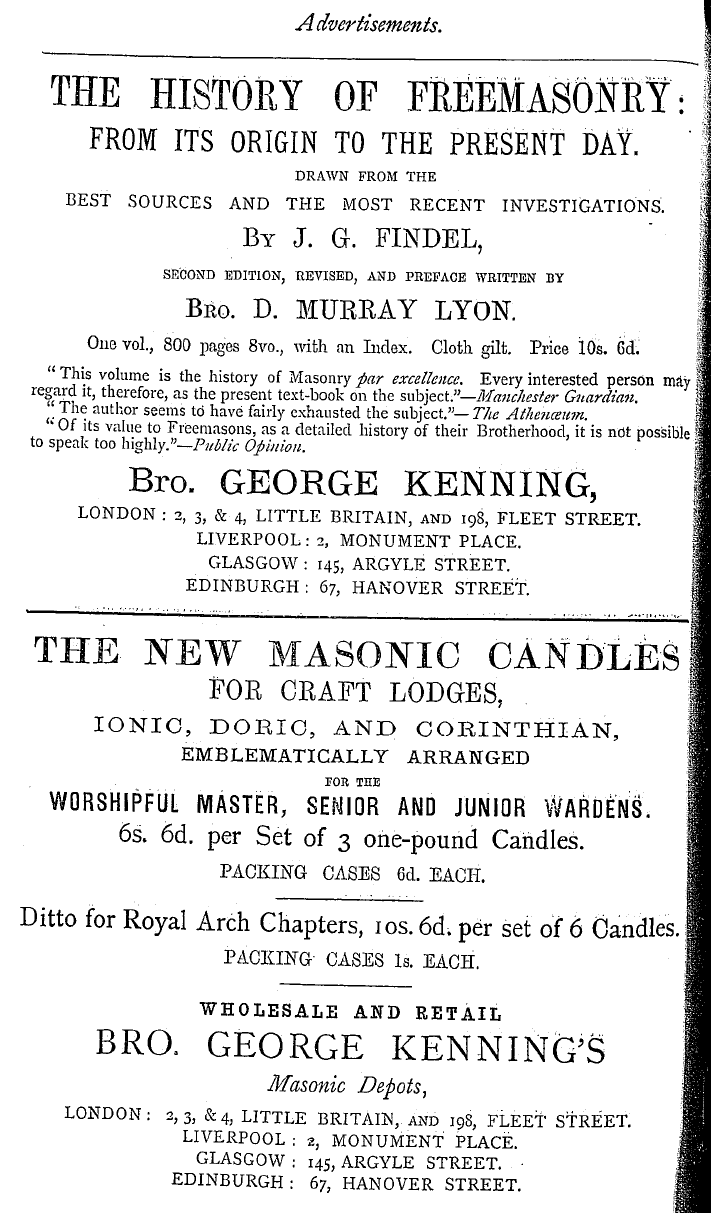 Advertisements.
THE HISTORY OF FREEMASONRY:
FROM ITS ORIGIN TO THE PRESENT DAY.
DRAWN FROM THE
BEST SOURCES AND THE MOST RECENT INVESTIGATIONS.
BY J. G. FINDEL,
SECOND EDITION, REVISED, AND PREFACE WRITTEN BY
BRO. D. MURRAY LYON.
One vol., 800 pages 8vo., with an Index. Cloth gilt. Price 10s. 6d.
"This volume is the history of Masonry par excellence. Every interested person may
regard it, therefore, as the present text-book on the subject."—Manchester Guardian.
"The author seems to have fairly exhausted the subject."—The Athenæum.
"Of its value to Freemasons, as a detailed history of their Brotherhood, it is not possible
to speak too highly."—Public Opinion.
Bro. GEORGE KENNING,
LONDON: 2, 3, & 4, LITTLE BRITAIN, AND 198, FLEET STREET.
LIVERPOOL: 2, MONUMENT PLACE.
GLASGOW: 145, ARGYLE STREET.
EDINBURGH: 67, HANOVER STREET.
THE NEW MASONIC CANDLES
FOR CRAFT LODGES,
IONIC, DORIC, AND CORINTHIAN,
EMBLEMATICALLY ARRANGED
FOR THE
WORSHIPFUL MASTER, SENIOR AND JUNIOR WARDENS.
6s. 6d. per Set of 3 one-pound Candles.
PACKING CASES 6d. EACH.
Ditto for Royal Arch Chapters, 10s. 6d. per set of 6 Candles.
PACKING CASES 1s. EACH.
WHOLESALE AND RETAIL
BRO. GEORGE KENNING'S
Masonic Depots,
LONDON: 2, 3, & 4, LITTLE BRITAIN, AND 198, FLEET STREET.
LIVERPOOL: 2, MONUMENT PLACE.
GLASGOW: 145, ARGYLE STREET.
EDINBURGH: 67, HANOVER STREET.